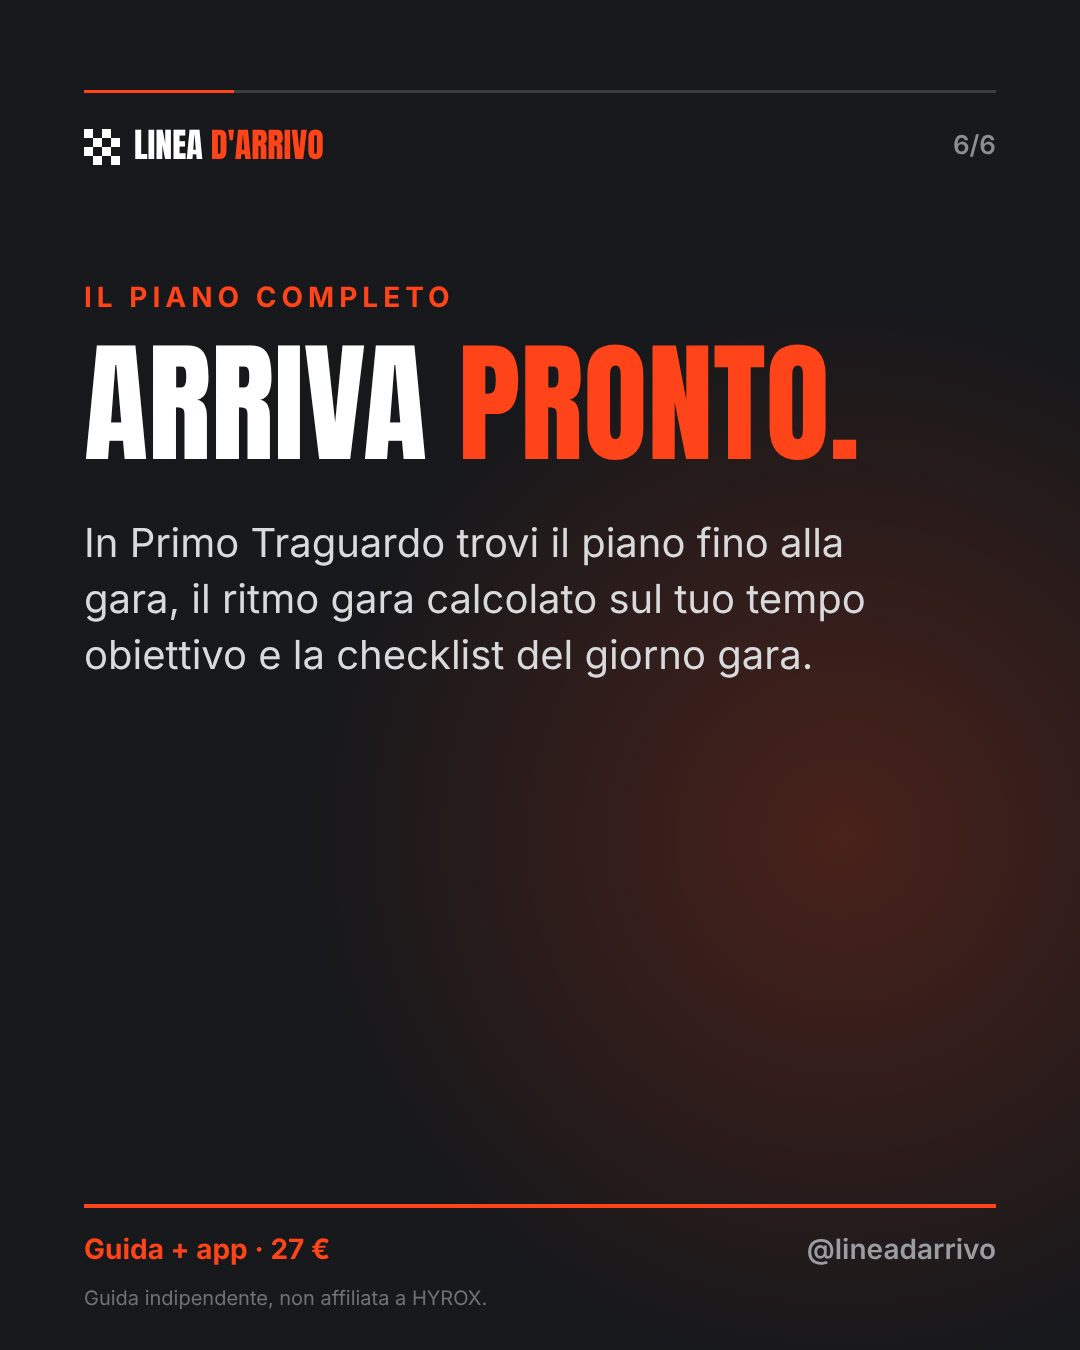 LINEA D'ARRIVO
6/6
IL PIANO COMPLETO
ARRIVA PRONTO.
In Primo Traguardo trovi il piano fino alla
gara, il ritmo gara calcolato sul tuo tempo
obiettivo e la checklist del giorno gara.
Guida + app · 27 €
@lineadarrivo
Guida indipendente, non affiliata a HYROX.